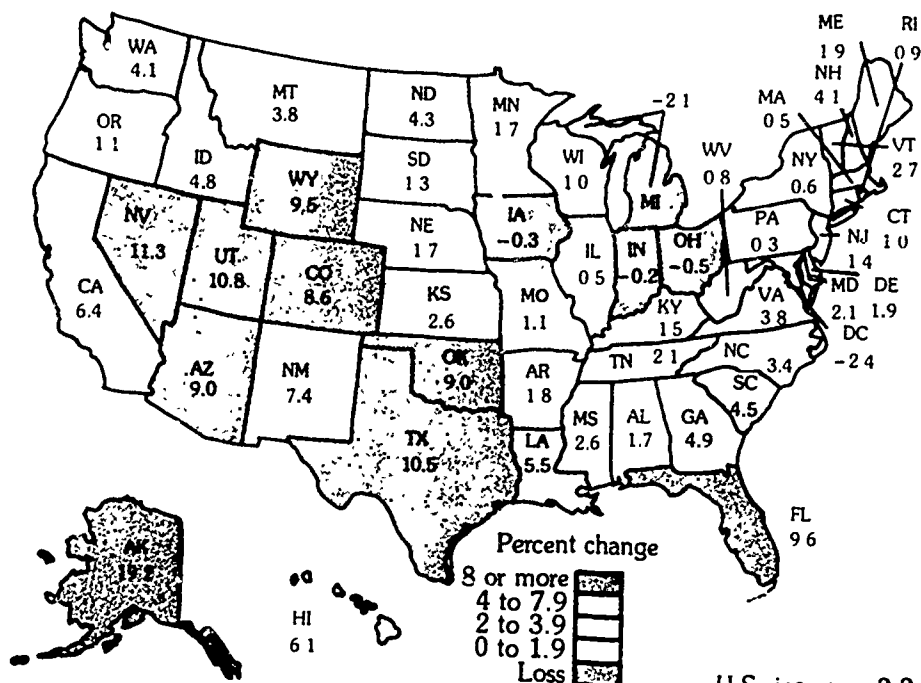 WA
4.1
OR
1 1
CA
6.4
ID
4.8
NV
11.3
MT
3.8
WY
9.5
UT
10.8
CO
8.6
AZ
9.0
NM
7.4
ND
4.3
SD
1 3
NE
1 7
KS
2.6
OK
9.0
TX
10.5
MN
1 7
IA
-0.3
MO
1.1
AR
1 8
LA
5.5
WI
1 0
IL
0 5
-2 1
MI
IN
-0.2
OH
-0.5
KY
1 5
TN 2 1
MS
2.6
AL
1.7
GA
4.9
FL
9 6
SC
4.5
NC
3.4
VA
3 8
WV
0 8
PA
0 3
NY
0.6
ME
1 9
RI
0 9
NH
4 1
MA
0 5
VT
2 7
CT
1 0
NJ
1 4
MD
2.1
DE
1.9
DC
-2 4
AK
HI
6 1
Percent change
8 or more
4 to 7.9
2 to 3.9
0 to 1.9
Loss